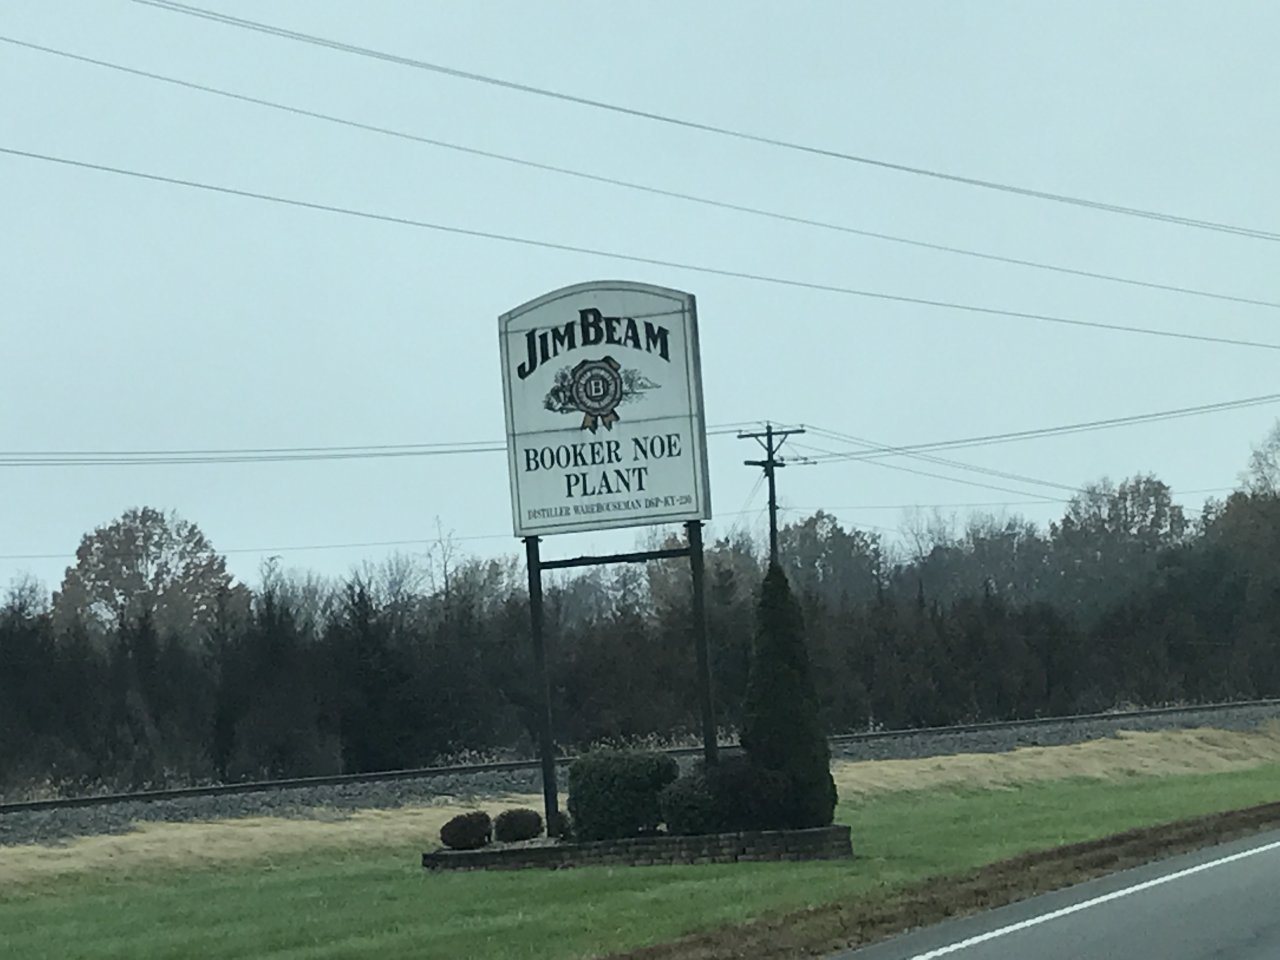 JIM BEAM
B
BOOKER NOE
PLANT
DISTILLER WAREHOUSEMAN DSP-KY-230